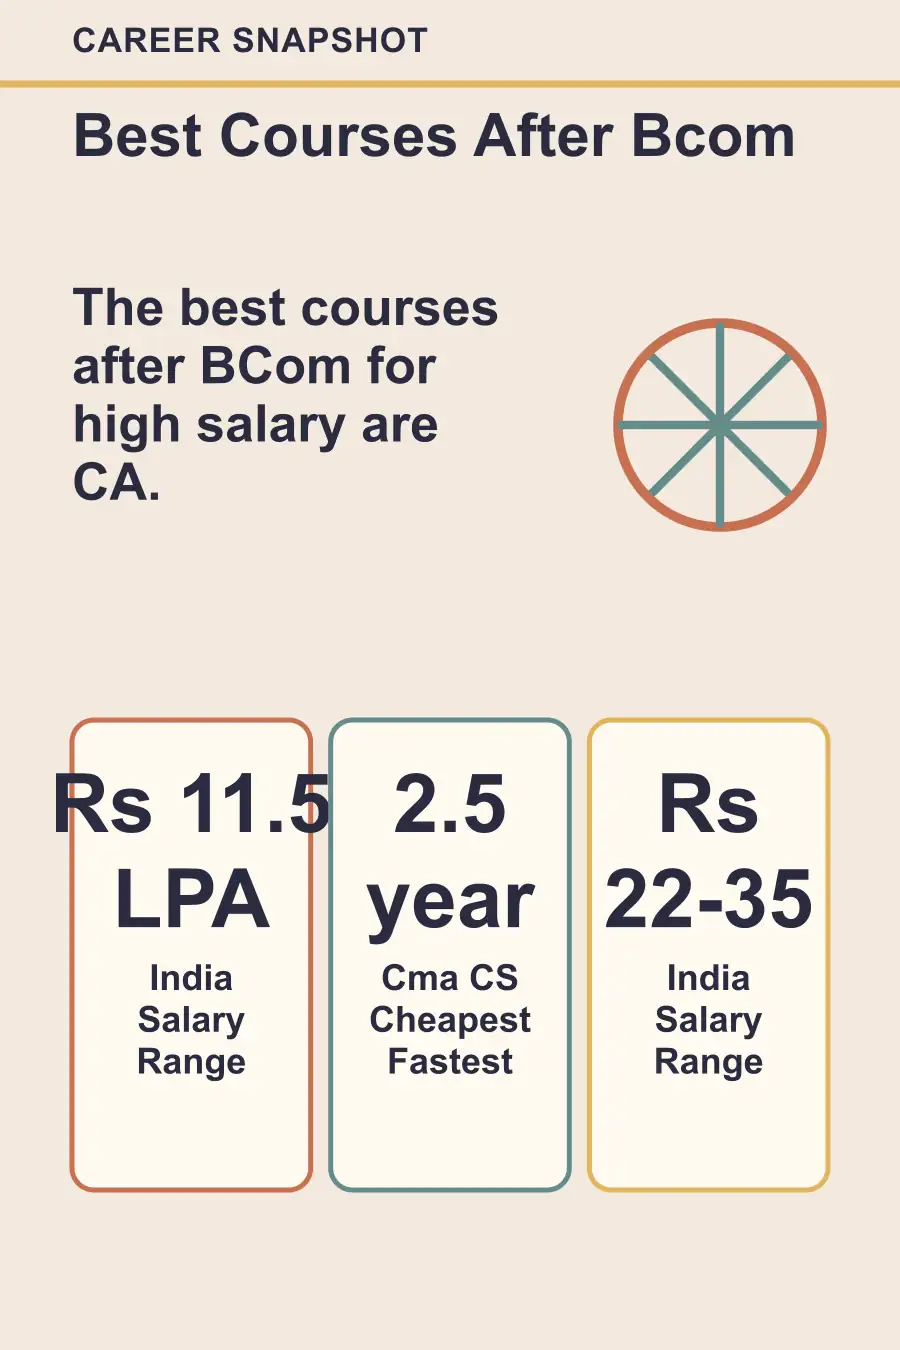 CAREER SNAPSHOT
Best Courses After Bcom
The best courses
after BCom for
high salary are
CA.
Rs 11.5
LPA
India
Salary
Range
2.5
year
Cma CS
Cheapest
Fastest
Rs
22-35
India
Salary
Range